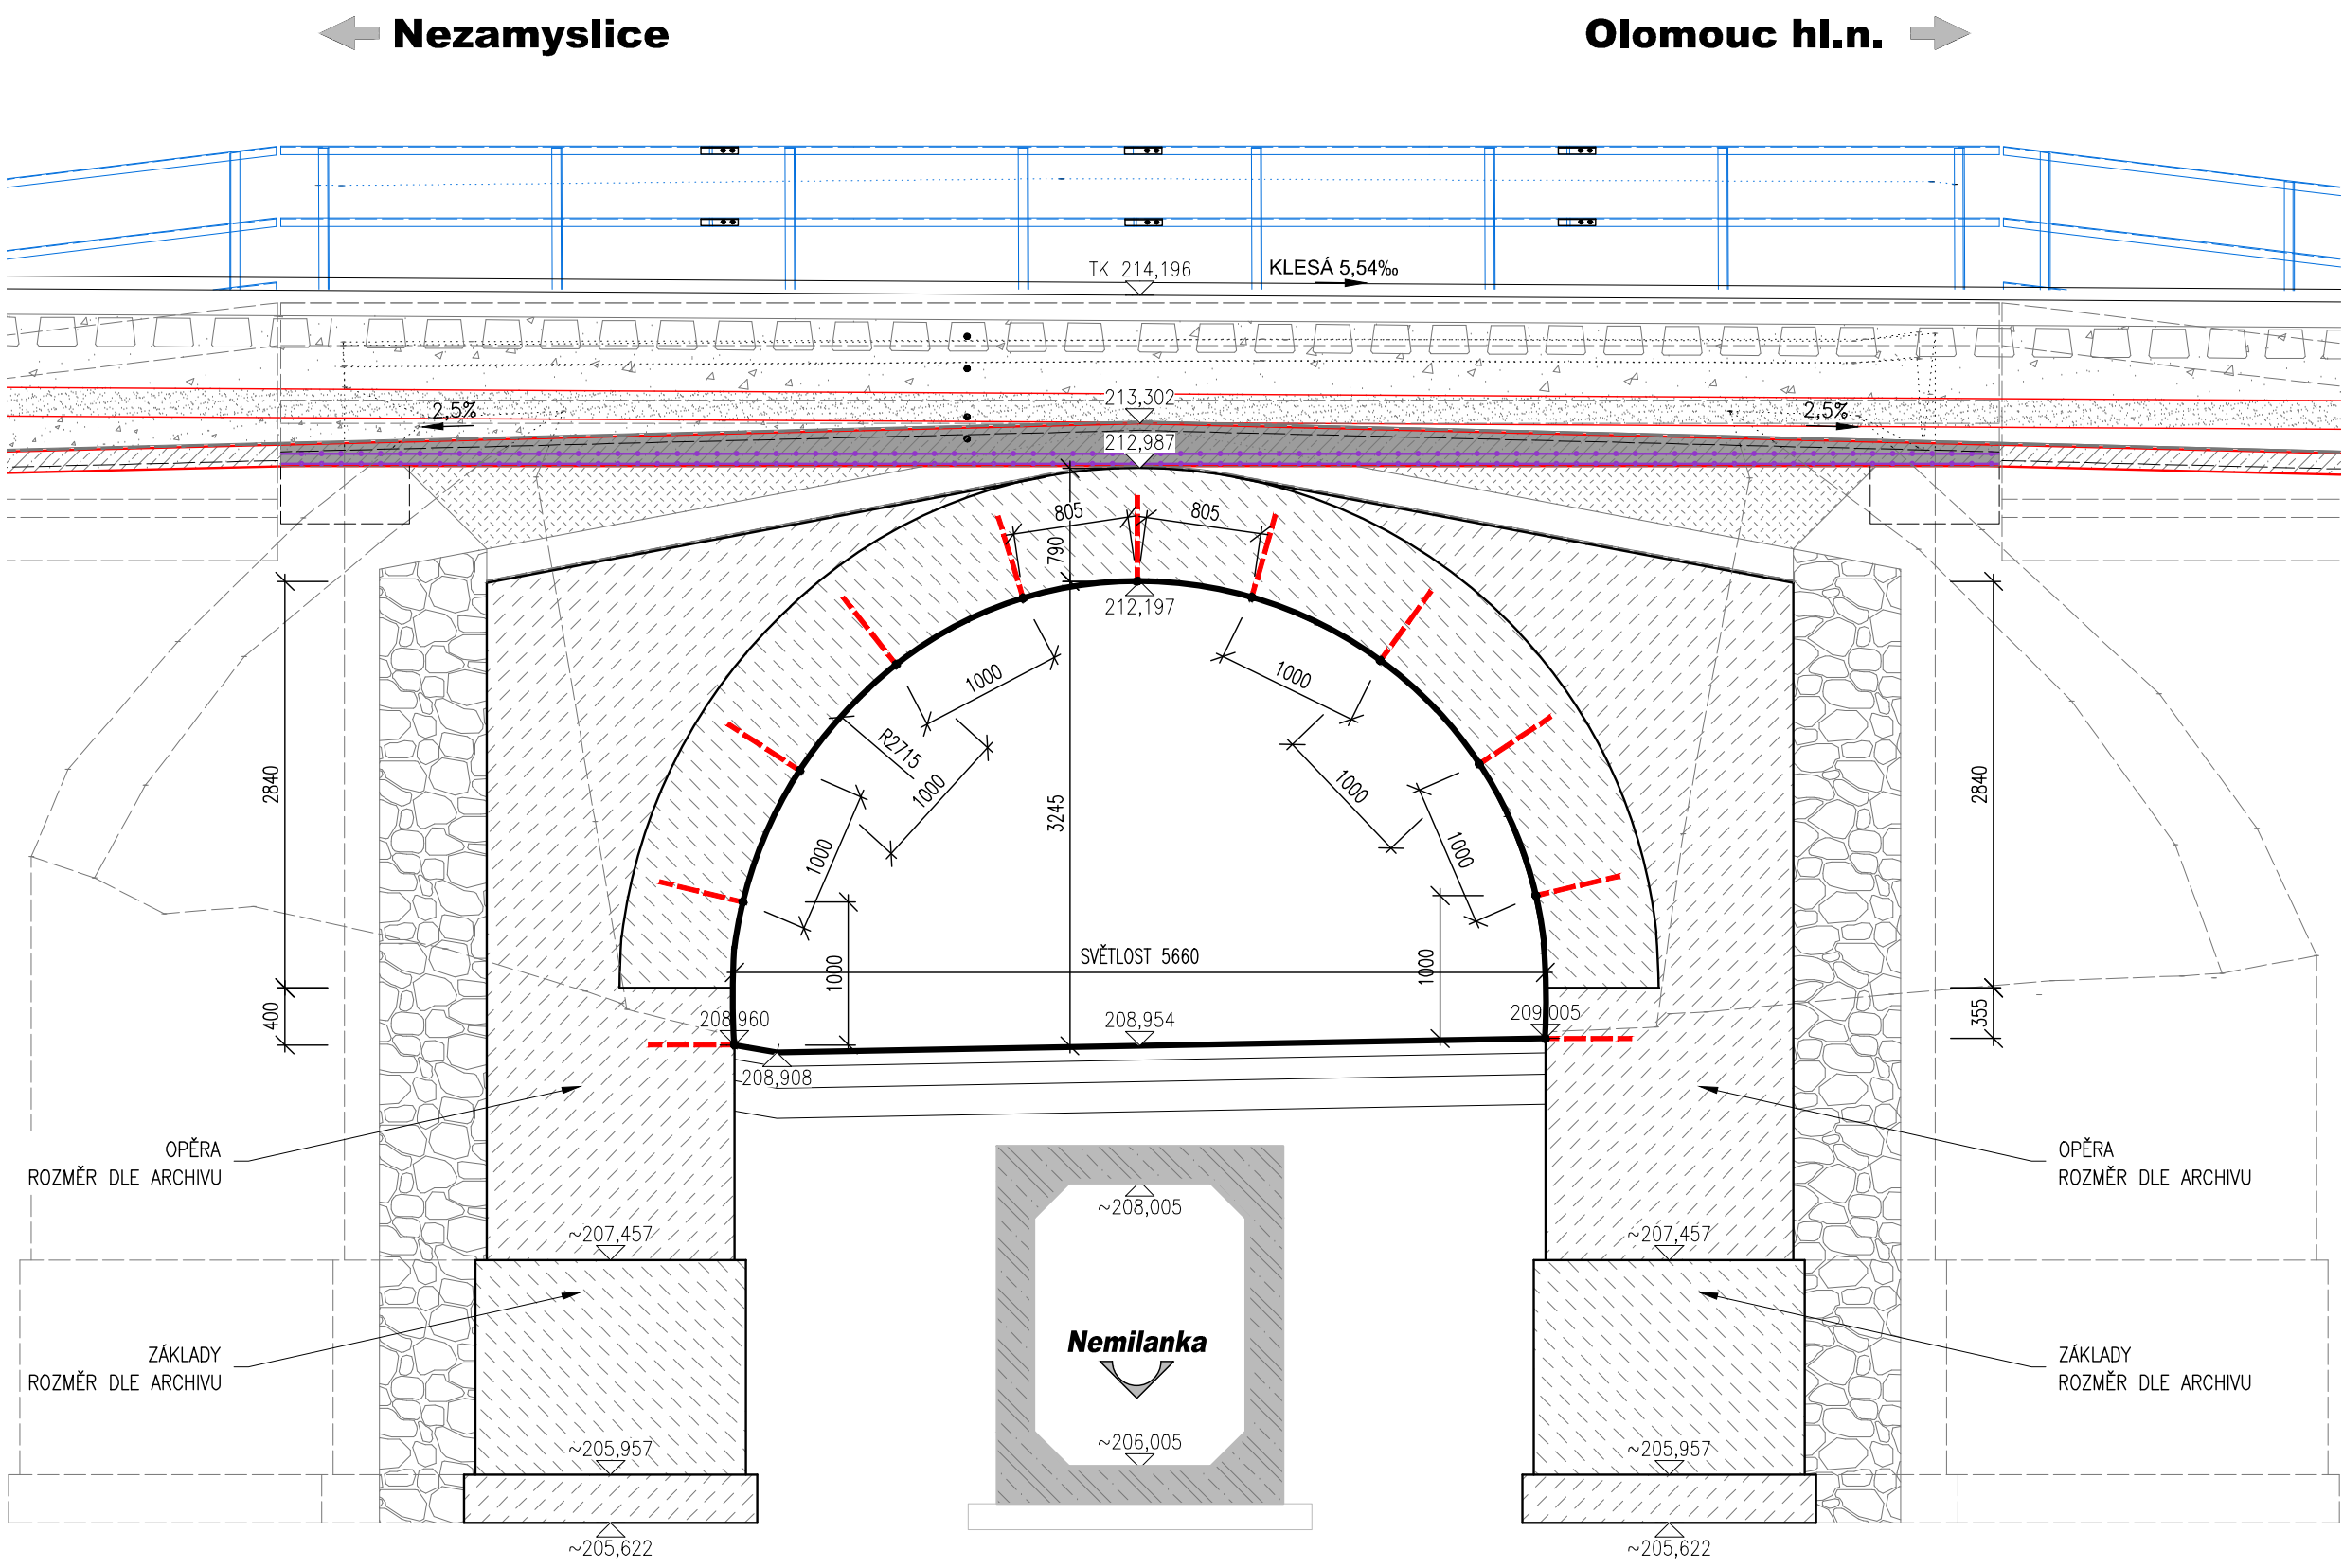 Nezamyslice
Olomouc hl.n.
TK 214,196
KLESÁ 5,54‰
213,302
2,5%
2,5%
212,987
805
805
790
212,197
1000
1000
R2715
1000
1000
2840
2840
3245
1000
1000
SVĚTLOST 5660
1000
1000
400
355
208,960
208,954
209,005
208,908
OPĚRA
ROZMĚR DLE ARCHIVU
OPĚRA
ROZMĚR DLE ARCHIVU
~208,005
~207,457
~207,457
Nemilanka
ZÁKLADY
ROZMĚR DLE ARCHIVU
ZÁKLADY
ROZMĚR DLE ARCHIVU
~206,005
~205,957
~205,957
~205,622
~205,622